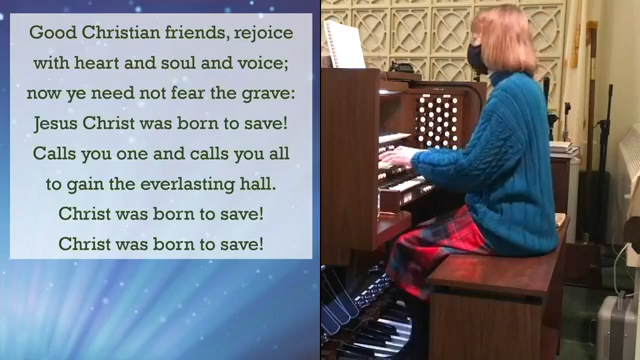 Good Christian friends, rejoice
with heart and soul and voice;
now ye need not fear the grave:
Jesus Christ was born to save!
Calls you one and calls you all
to gain the everlasting hall.
Christ was born to save!
Christ was born to save!